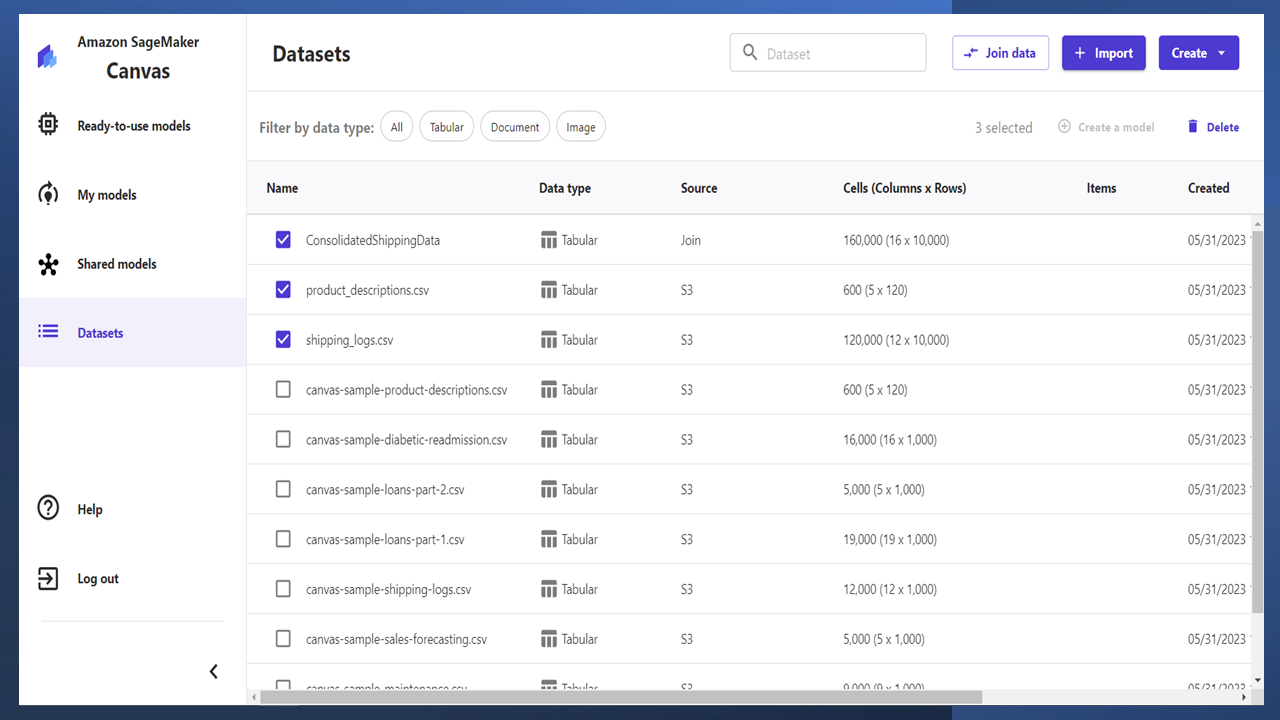 Amazon SageMaker
Canvas
Ready-to-use models
My models
Shared models
Datasets
Help
Log out
Datasets
Dataset
Join data
Import
Create
Filter by data type: All Tabular Document Image
3 selected
Create a model
Delete
Name Data type Source Cells (Columns x Rows) Items Created
ConsolidatedShippingData Tabular Join 160,000 (16 x 10,000) 05/31/2023
product_descriptions.csv Tabular S3 600 (5 x 120) 05/31/2023
shipping_logs.csv Tabular S3 120,000 (12 x 10,000) 05/31/2023
canvas-sample-product-descriptions.csv Tabular S3 600 (5 x 120) 05/31/2023
canvas-sample-diabetic-readmission.csv Tabular S3 16,000 (16 x 1,000) 05/31/2023
canvas-sample-loans-part-2.csv Tabular S3 5,000 (5 x 1,000) 05/31/2023
canvas-sample-loans-part-1.csv Tabular S3 19,000 (19 x 1,000) 05/31/2023
canvas-sample-shipping-logs.csv Tabular S3 12,000 (12 x 1,000) 05/31/2023
canvas-sample-sales-forecasting.csv Tabular S3 5,000 (5 x 1,000) 05/31/2023
canvas-sample-maintenance.csv Tabular S3 9,000 (9 x 1,000) 05/31/2023